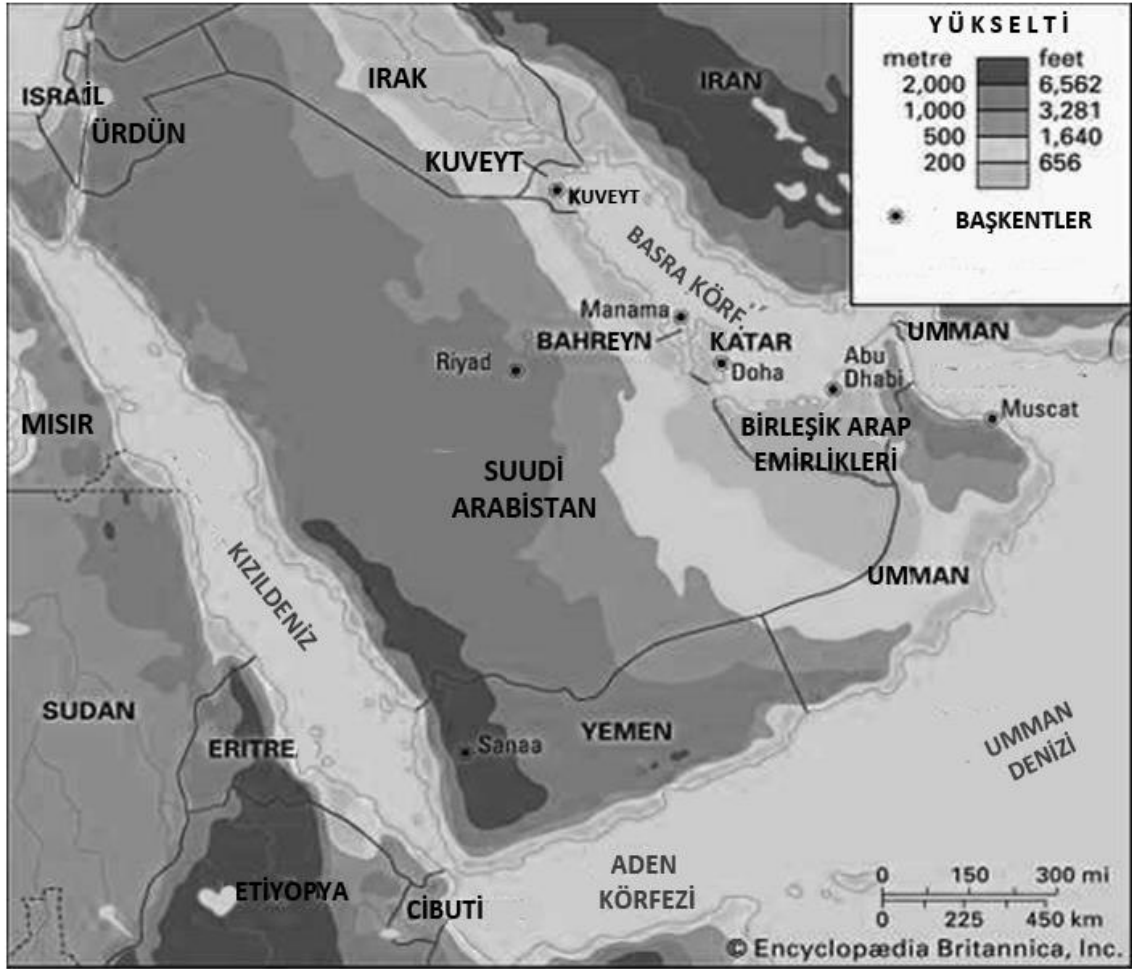 YÜKSELTİ
metre feet
2,000 6,562
1,000 3,281
500 1,640
200 656
BAŞKENTLER
IRAK
IRAN
ISRAİL
ÜRDÜN
KUVEYT
KUVEYT
BASRA KÖRF.
Manama
BAHREYN
KATAR
Doha
UMMAN
Abu
Dhabi
Riyad
Muscat
MISIR
BİRLEŞİK ARAP
EMİRLİKLERİ
SUUDİ
ARABİSTAN
KIZILDENİZ
UMMAN
SUDAN
ERITRE
Sanaa
YEMEN
UMMAN
DENİZİ
ETİYOPYA
CİBUTİ
ADEN
KÖRFEZİ
0 150 300 mi
0 225 450 km
© Encyclopædia Britannica, Inc.